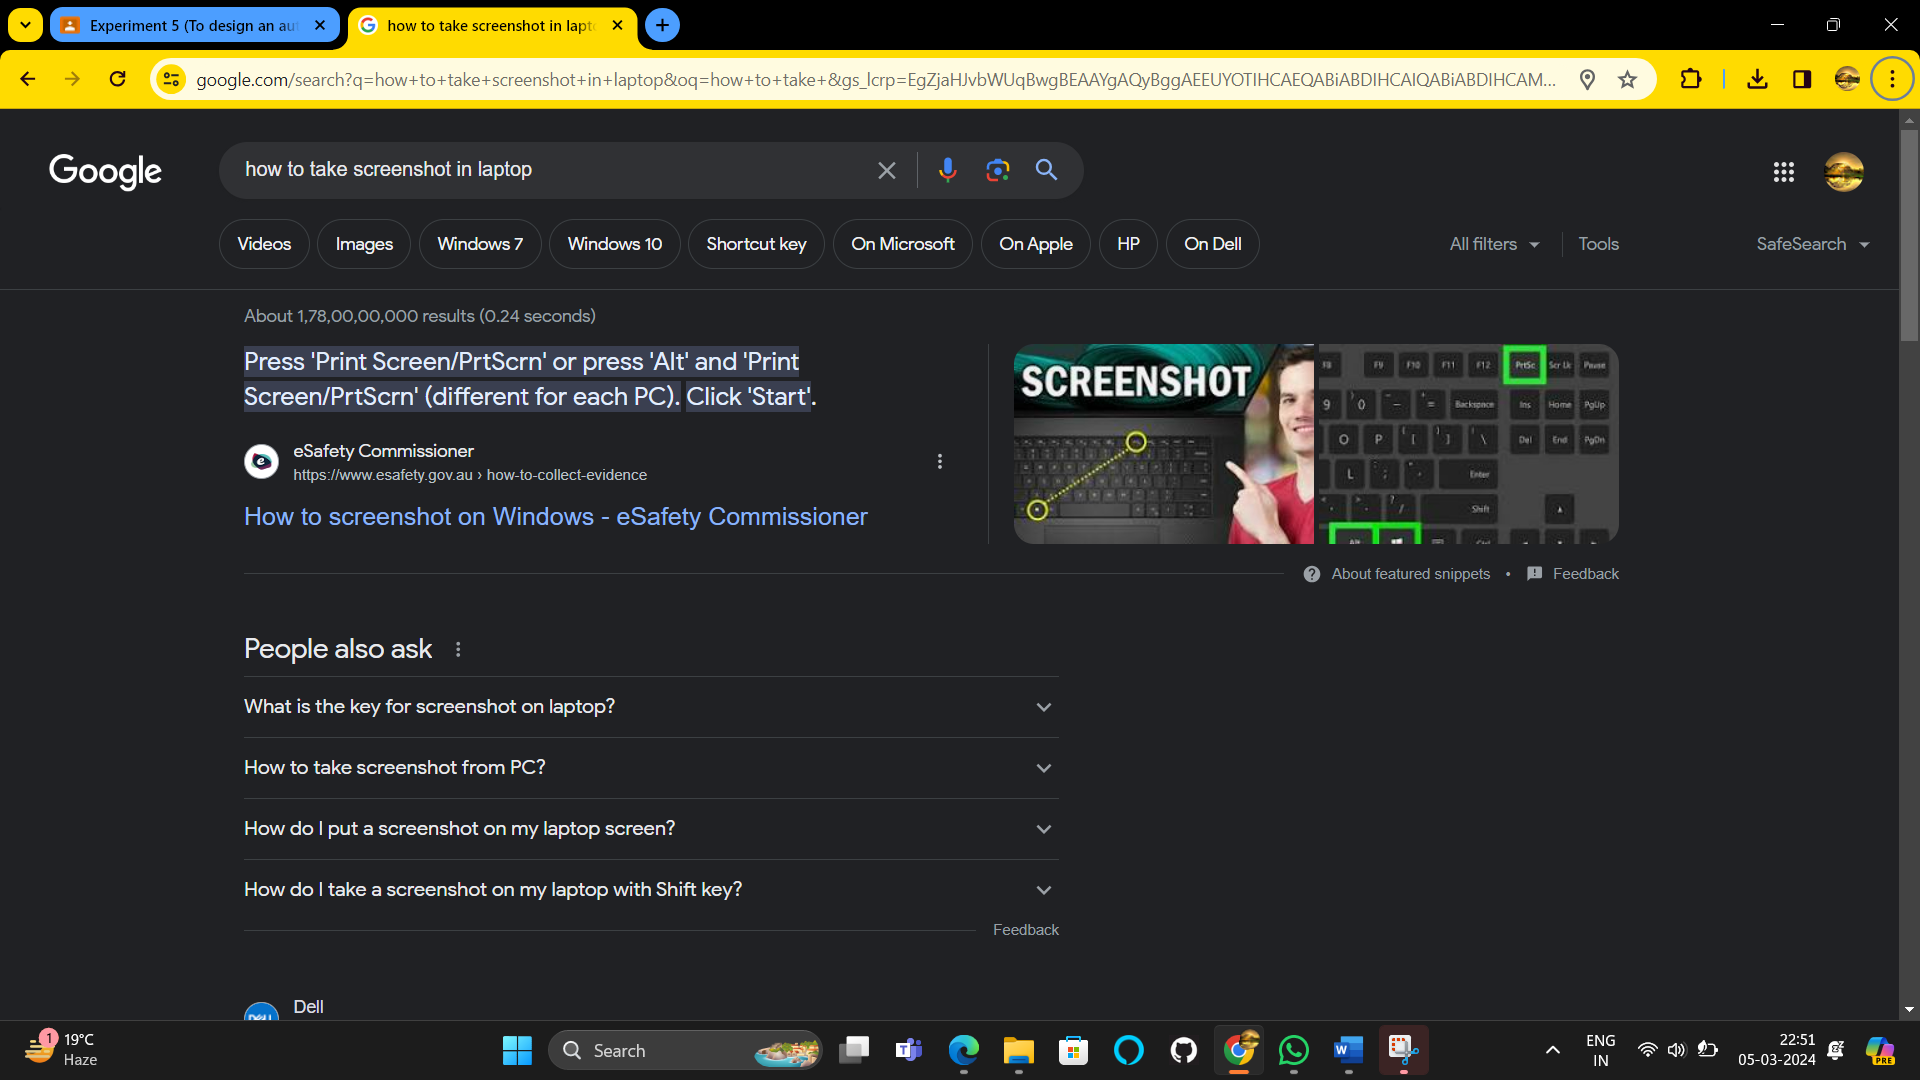 Experiment 5 (To design an aut
how to take screenshot in lapto
google.com/search?q=how+to+take+screenshot+in+laptop&oq=how+to+take+&gs_lcrp=EgZjaHJvbWUqBwgBEAAYgAQyBggAEEUYOTIHCAEQABiABDIHCAIQABiABDIHCAM...
Google
how to take screenshot in laptop
Videos
Images
Windows 7
Windows 10
Shortcut key
On Microsoft
On Apple
HP
On Dell
All filters
Tools
SafeSearch
About 1,78,00,00,000 results (0.24 seconds)
Press 'Print Screen/PrtScrn' or press 'Alt' and 'Print
Screen/PrtScrn' (different for each PC). Click 'Start'.
eSafety Commissioner
https://www.esafety.gov.au › how-to-collect-evidence
How to screenshot on Windows - eSafety Commissioner
SCREENSHOT
F8 F9 F10 F11 F12 PrtSc Scr Lk Pause
9 0 - = Backspace Ins Home PgUp
O P [ ] \ Del End PgDn
L ; Enter
/ Shift
Alt Ctrl
About featured snippets • Feedback
People also ask
What is the key for screenshot on laptop?
How to take screenshot from PC?
How do I put a screenshot on my laptop screen?
How do I take a screenshot on my laptop with Shift key?
Feedback
Dell
DELL
1
19°C
Haze
Search
ENG
IN
22:51
05-03-2024
PRE